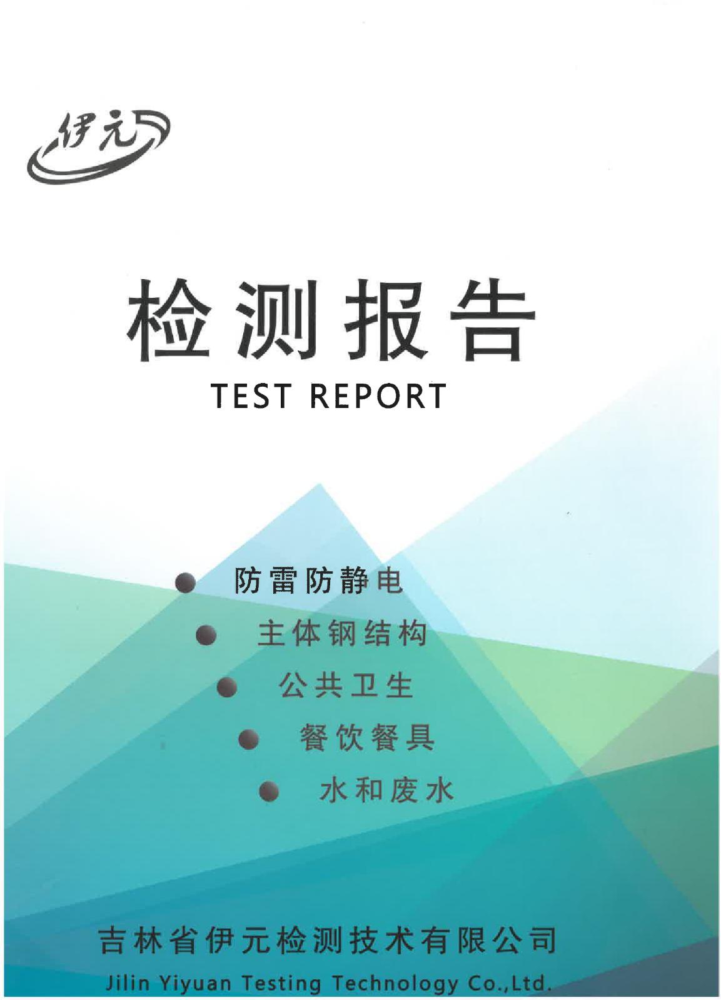 伊元
检测报告
TEST REPORT
防雷防静电
主体钢结构
公共卫生
餐饮餐具
水和废水
吉林省伊元检测技术有限公司
Jilin Yiyuan Testing Technology Co.,Ltd.